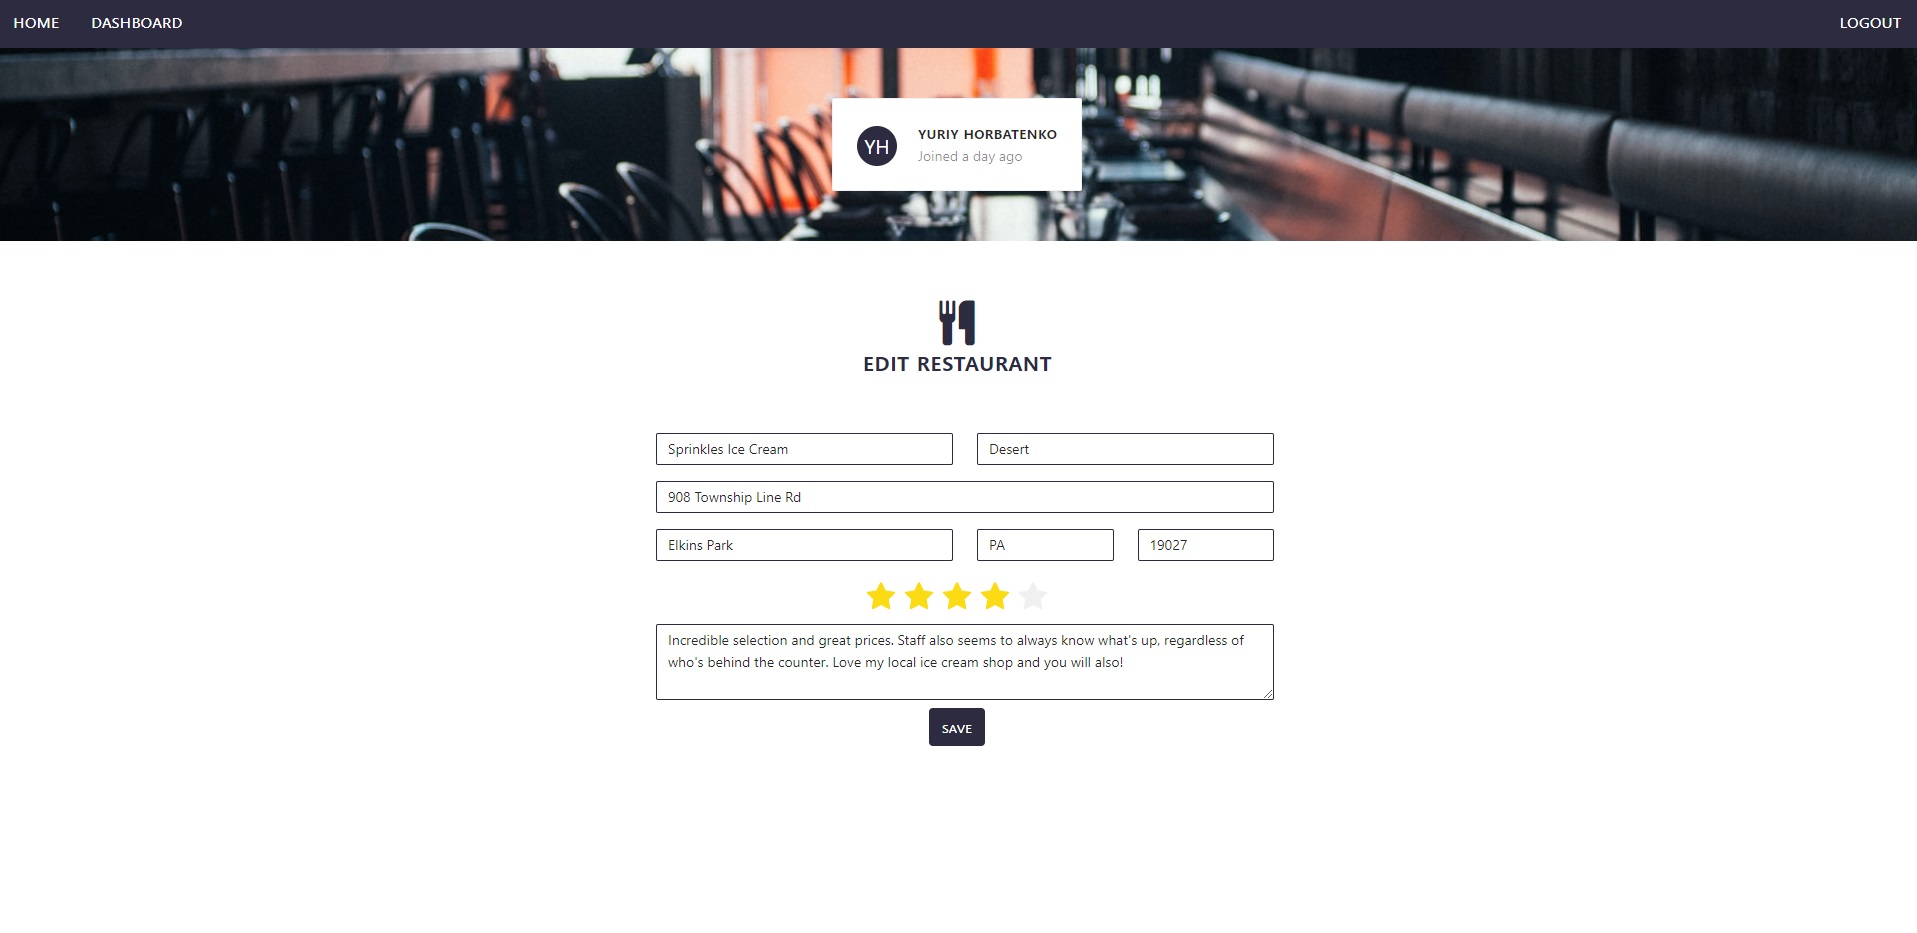 HOME DASHBOARD LOGOUT
YH
YURIY HORBATENKO
Joined a day ago
EDIT RESTAURANT
Sprinkles Ice Cream Desert
908 Township Line Rd
Elkins Park PA 19027
Incredible selection and great prices. Staff also seems to always know what's up, regardless of
who's behind the counter. Love my local ice cream shop and you will also!
SAVE